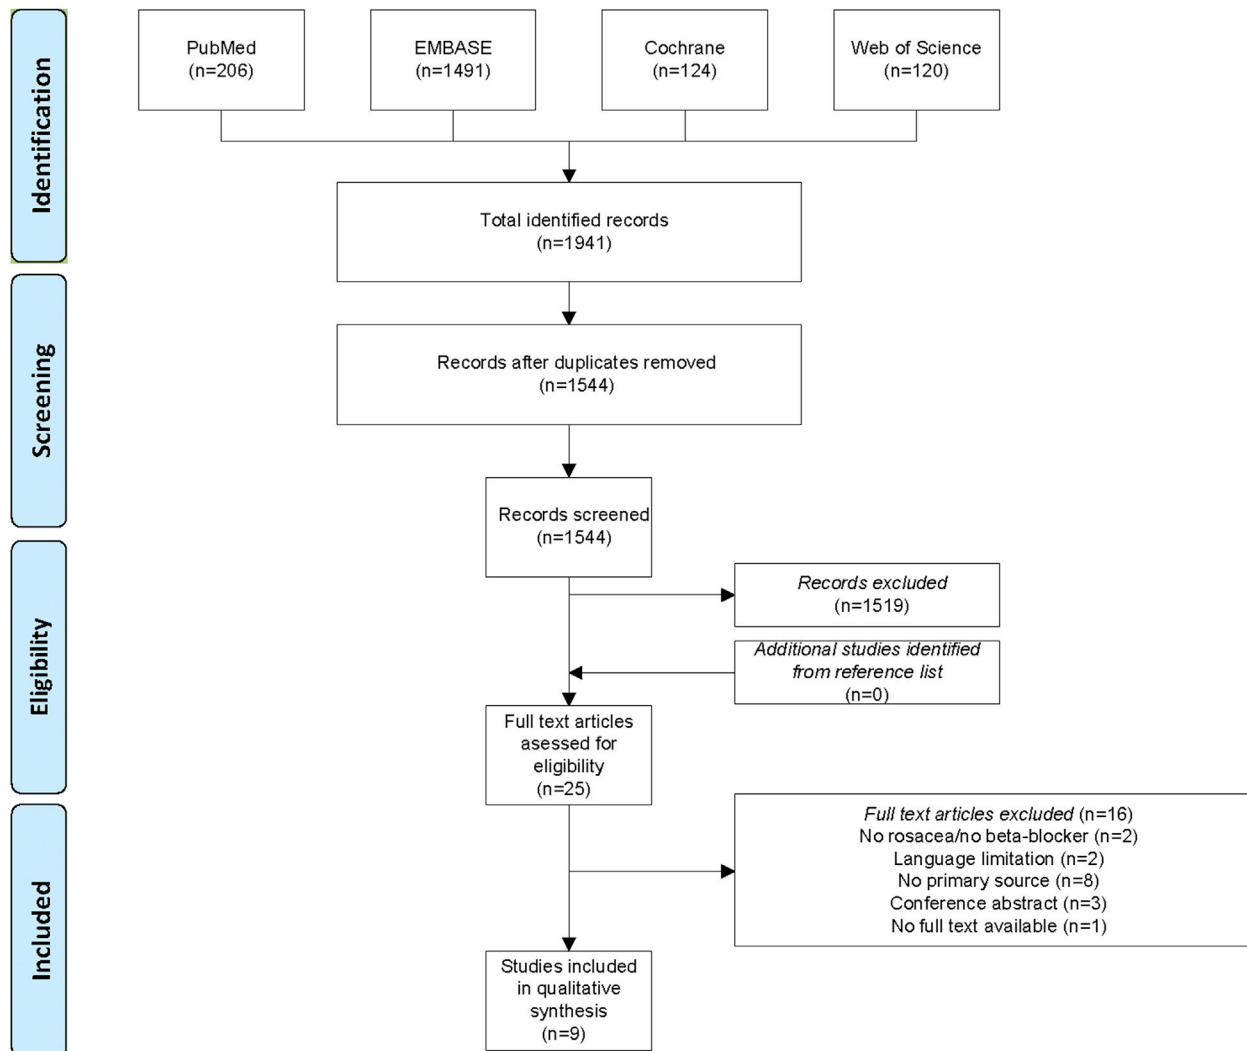 Identification
PubMed
(n=206)
EMBASE
(n=1491)
Cochrane
(n=124)
Web of Science
(n=120)
Total identified records
(n=1941)
Screening
Records after duplicates removed
(n=1544)
Records screened
(n=1544)
Eligibility
Records excluded
(n=1519)
Additional studies identified
from reference list
(n=0)
Full text articles
asessed for
eligibility
(n=25)
Included
Full text articles excluded (n=16)
No rosacea/no beta-blocker (n=2)
Language limitation (n=2)
No primary source (n=8)
Conference abstract (n=3)
No full text available (n=1)
Studies included
in qualitative
synthesis
(n=9)